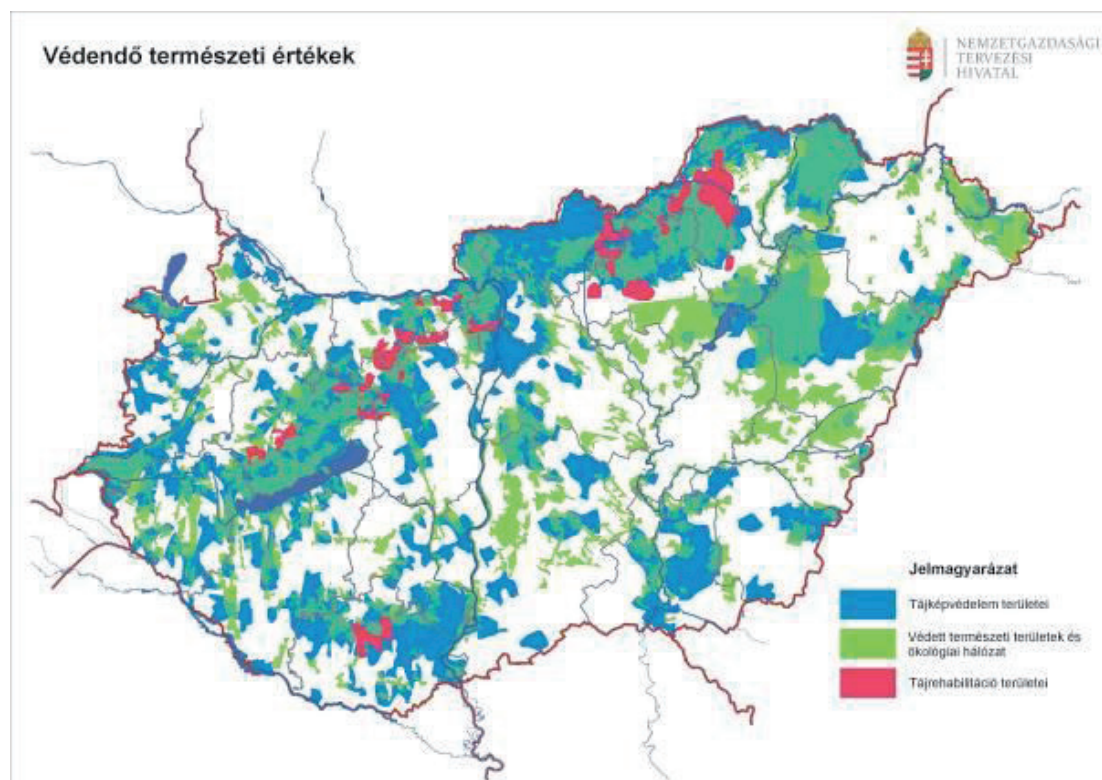 Védendő természeti értékek
NEMZETGAZDASÁGI
TERVEZÉSI
HIVATAL
Jelmagyarázat
Tájképvédelem területei
Védett természeti területek és
ökológiai hálózat
Tájrehabilitáció területei